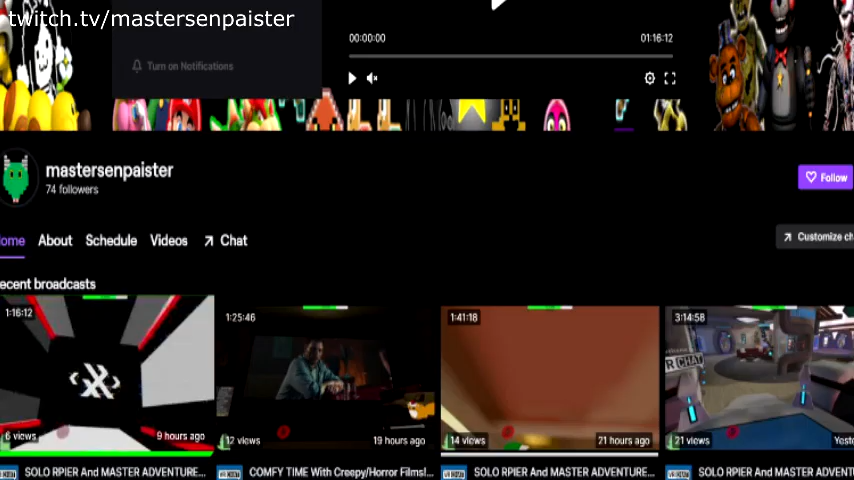 twitch.tv/mastersenpaister
00:00:00
01:16:12
Turn on Notifications
mastersenpaister
74 followers
Follow
ome
About
Schedule
Videos
Chat
Customize ch
ecent broadcasts
1:16:12
1:25:46
1:41:18
3:14:58
R CHAT
6 views
9 hours ago
12 views
19 hours ago
14 views
21 hours ago
21 views
Yeste
SOLO RPIER And MASTER ADVENTURE...
COMFY TIME With Creepy/Horror Films!...
SOLO RPIER And MASTER ADVENTURE...
SOLO RPIER And MASTER ADVENTU